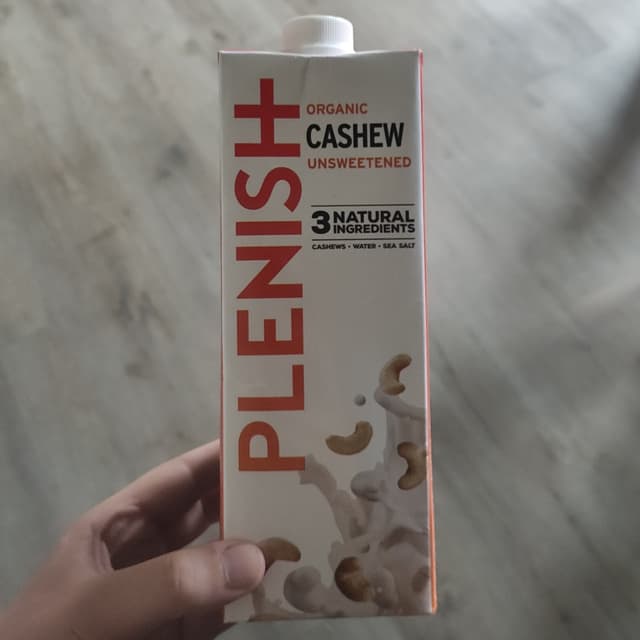 PLENISH
ORGANIC
CASHEW
UNSWEETENED
3 NATURAL
INGREDIENTS
CASHEWS • WATER • SEA SALT